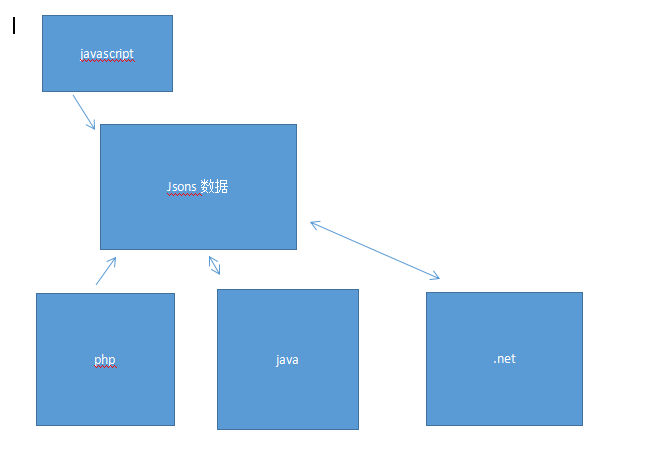 javascript
Jsons 数据
php
java
.net